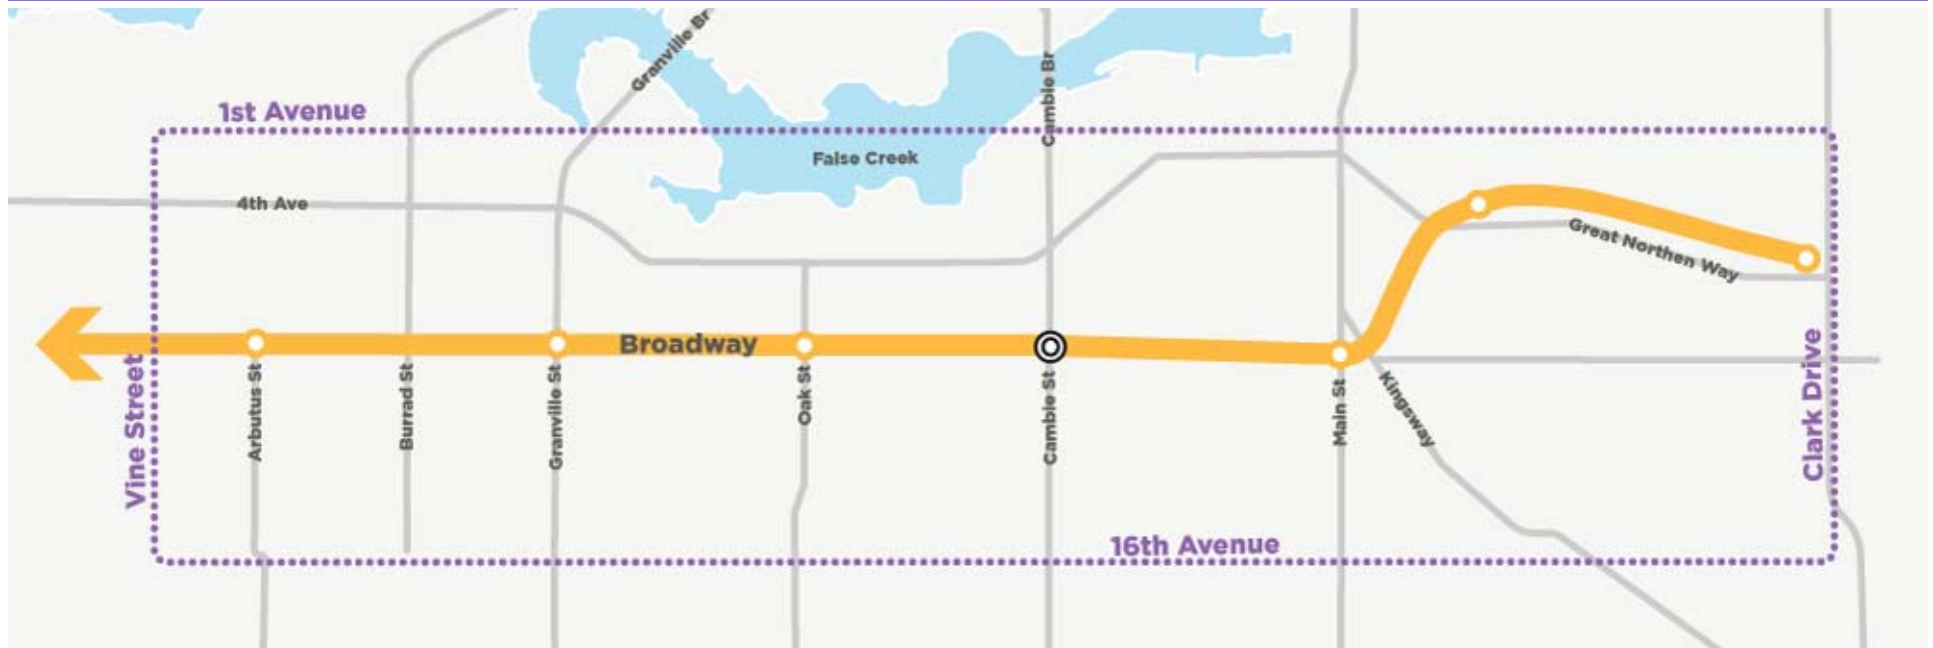 Granville Br
Cambie Br
1st Avenue
False Creek
4th Ave
Great Northen Way
Broadway
Vine Street
Arbutus St
Burrad St
Granville St
Oak St
Cambie St
Main St
Kingsway
Clark Drive
16th Avenue